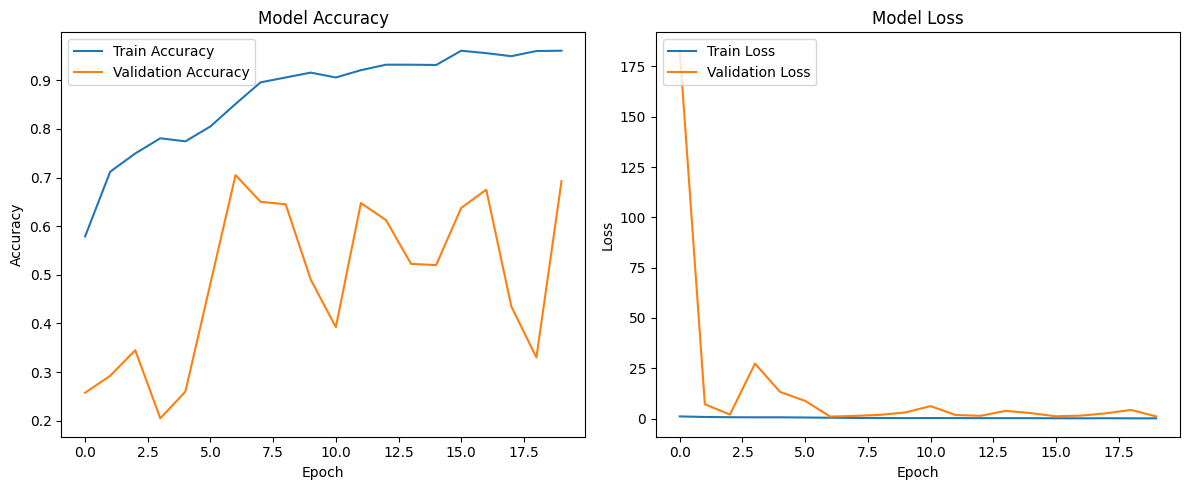 Model Accuracy
Train Accuracy
Validation Accuracy
0.9
0.8
0.7
0.6
0.5
0.4
0.3
0.2
Accuracy
0.0 2.5 5.0 7.5 10.0 12.5 15.0 17.5
Epoch
Model Loss
Train Loss
Validation Loss
175
150
125
100
75
50
25
0
Loss
0.0 2.5 5.0 7.5 10.0 12.5 15.0 17.5
Epoch